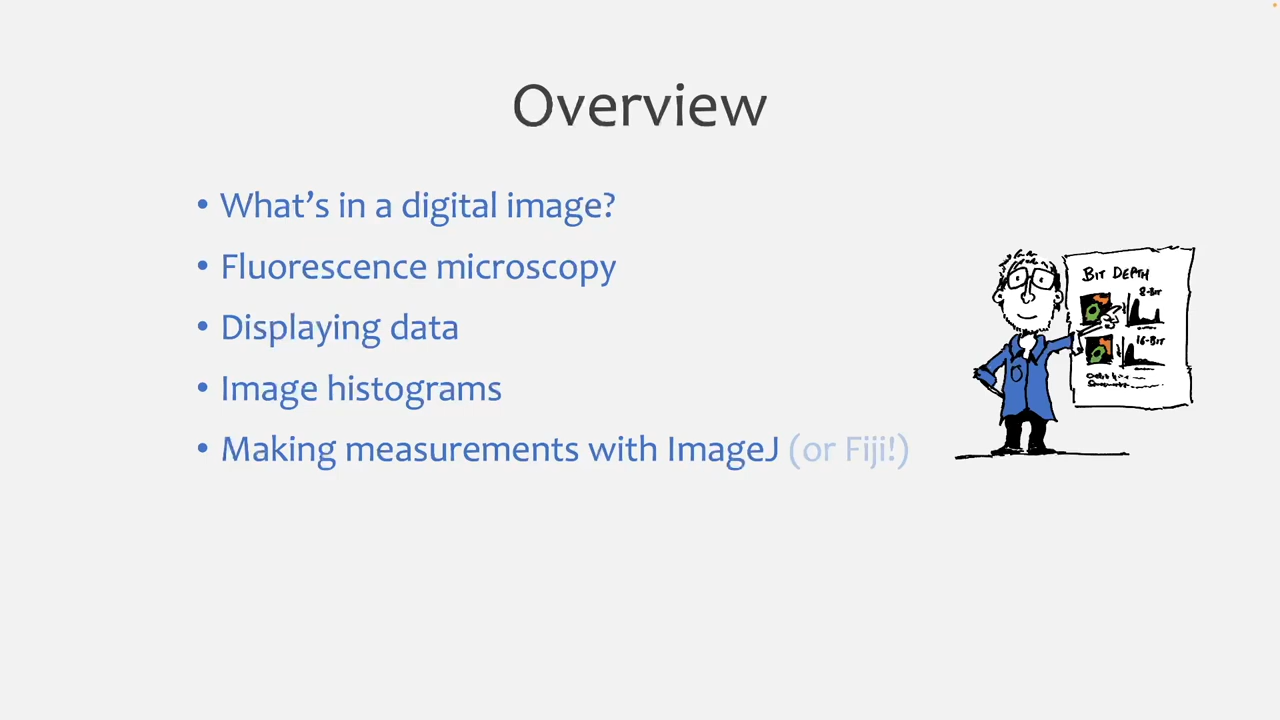 Overview
• What’s in a digital image?
• Fluorescence microscopy
• Displaying data
• Image histograms
• Making measurements with ImageJ (or Fiji!)
BIT DEPTH
8-BIT
16-BIT